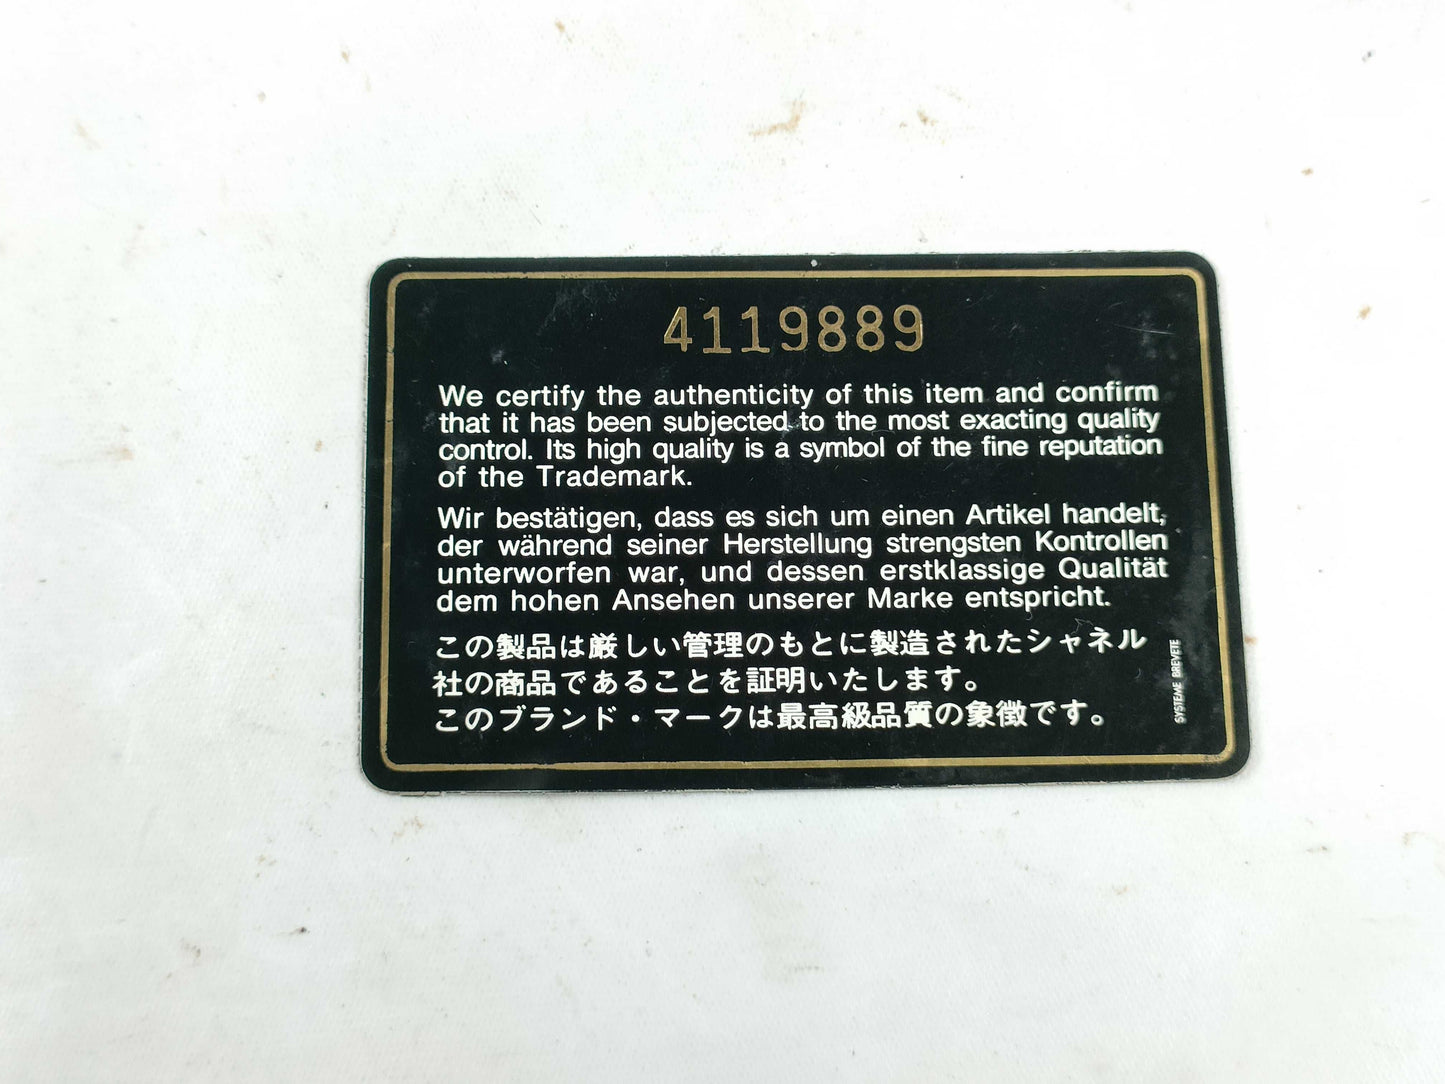 4119889
We certify the authenticity of this item and confirm
that it has been subjected to the most exacting quality
control. Its high quality is a symbol of the fine reputation
of the Trademark.
Wir bestätigen, dass es sich um einen Artikel handelt,
der während seiner Herstellung strengsten Kontrollen
unterworfen war, und dessen erstklassige Qualität
dem hohen Ansehen unserer Marke entspricht.
この製品は厳しい管理のもとに製造されたシャネル
社の商品であることを証明いたします。
このブランド・マークは最高級品質の象徴です。
SYSTEME BREVETE